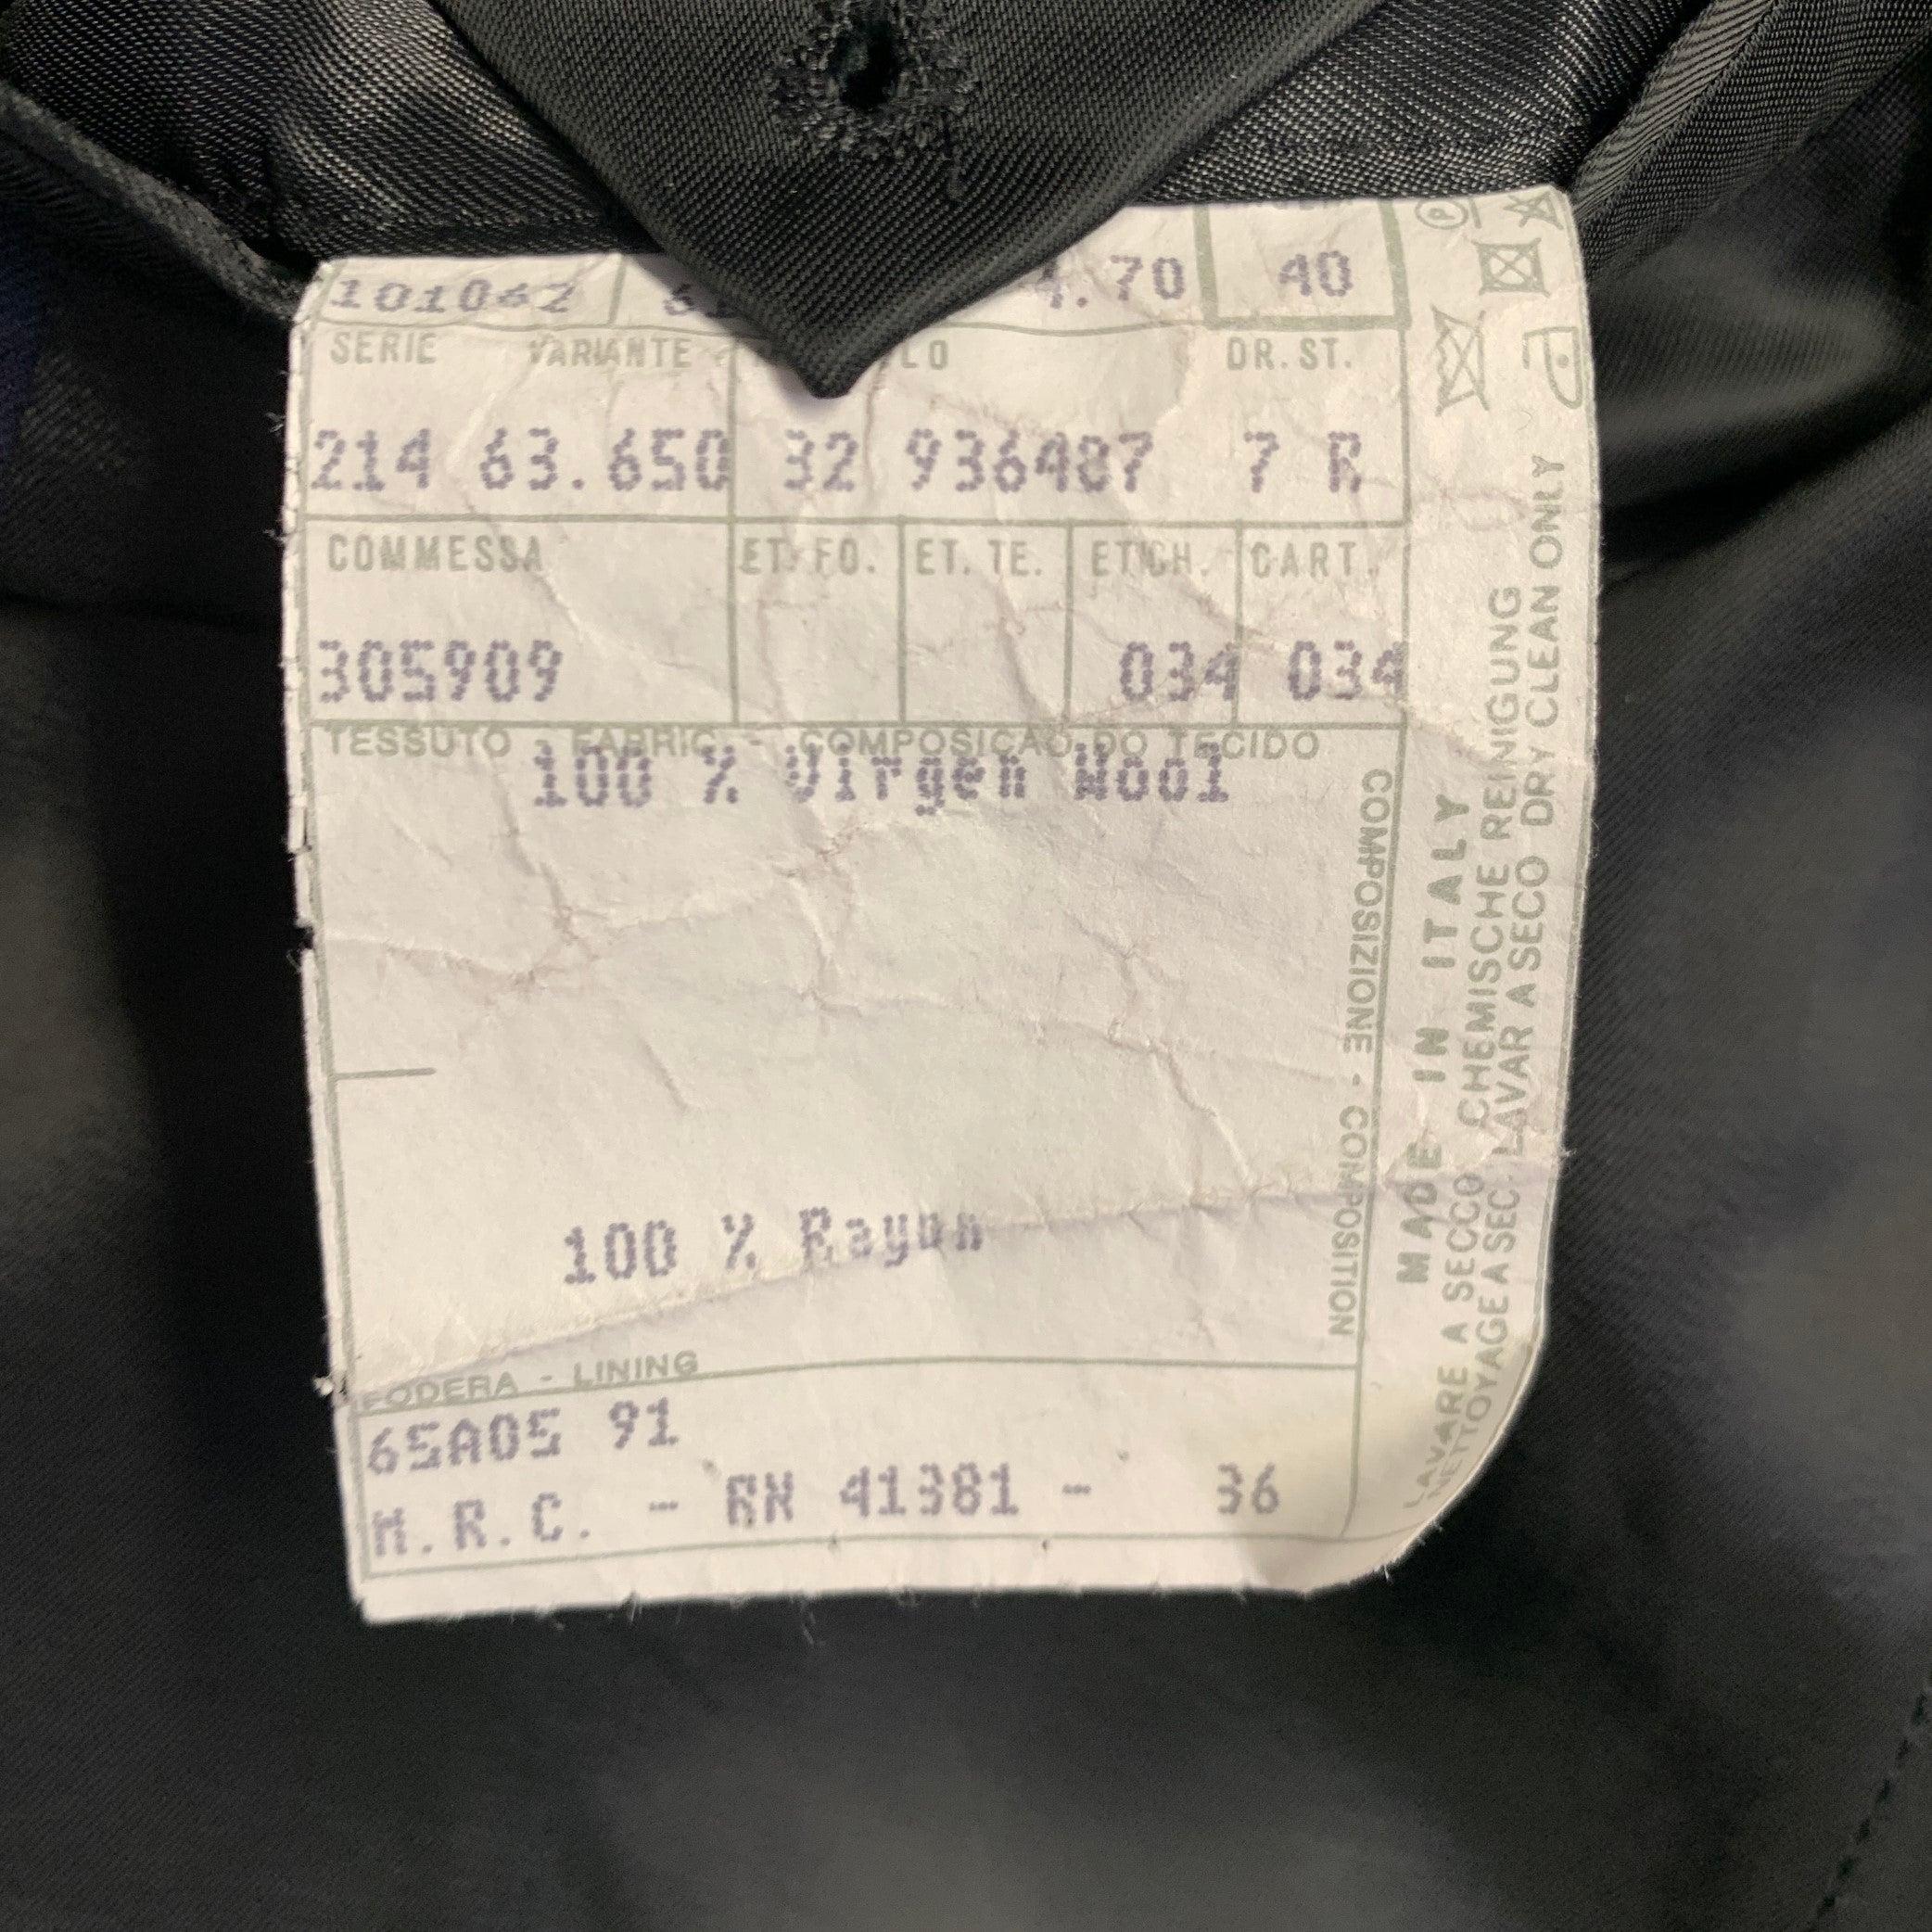 101042 4.70 40
SERIE VARIANTE DR. ST.
214 63.650 32 936487 7 R
COMMESSA ET. FO. ET. TE. ETICH. CART.
305909 034 034
TESSUTO - FABRIC - COMPOSICAO DO TECIDO
100 % Virgen Wool
100 % Rayon
FODERA - LINING
65A05 91
H.R.C. - RN 41381 - 36
COMPOSIZIONE - COMPOSITION
MADE IN ITALY
LAVARE A SECCO CHEMISCHE REINIGUNG
NETTOYAGE A SEC. LAVAR A SECO DRY CLEAN ONLY
P